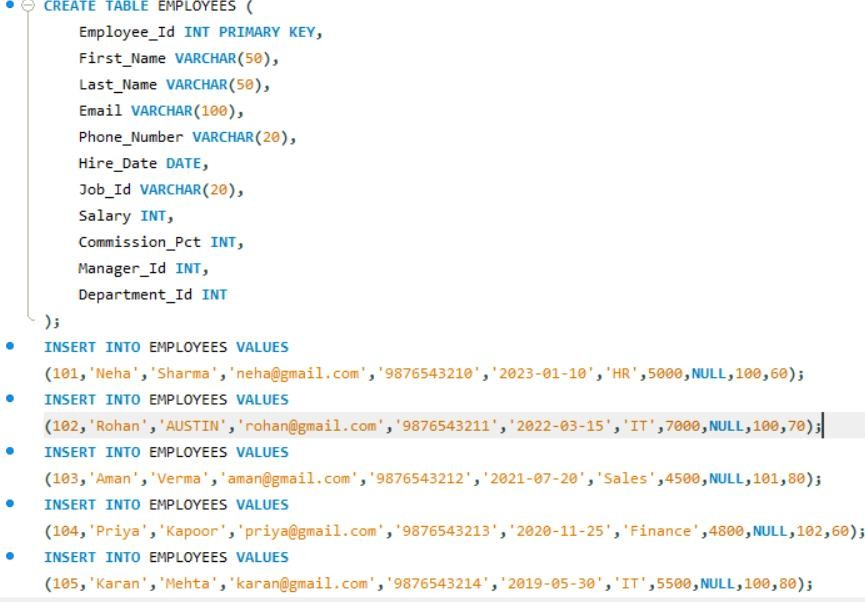 CREATE TABLE EMPLOYEES (
Employee_Id INT PRIMARY KEY,
First_Name VARCHAR(50),
Last_Name VARCHAR(50),
Email VARCHAR(100),
Phone_Number VARCHAR(20),
Hire_Date DATE,
Job_Id VARCHAR(20),
Salary INT,
Commission_Pct INT,
Manager_Id INT,
Department_Id INT
);
INSERT INTO EMPLOYEES VALUES
(101,'Neha','Sharma','neha@gmail.com','9876543210','2023-01-10','HR',5000,NULL,100,60);
INSERT INTO EMPLOYEES VALUES
(102,'Rohan','AUSTIN','rohan@gmail.com','9876543211','2022-03-15','IT',7000,NULL,100,70);
INSERT INTO EMPLOYEES VALUES
(103,'Aman','Verma','aman@gmail.com','9876543212','2021-07-20','Sales',4500,NULL,101,80);
INSERT INTO EMPLOYEES VALUES
(104,'Priya','Kapoor','priya@gmail.com','9876543213','2020-11-25','Finance',4800,NULL,102,60);
INSERT INTO EMPLOYEES VALUES
(105,'Karan','Mehta','karan@gmail.com','9876543214','2019-05-30','IT',5500,NULL,100,80);